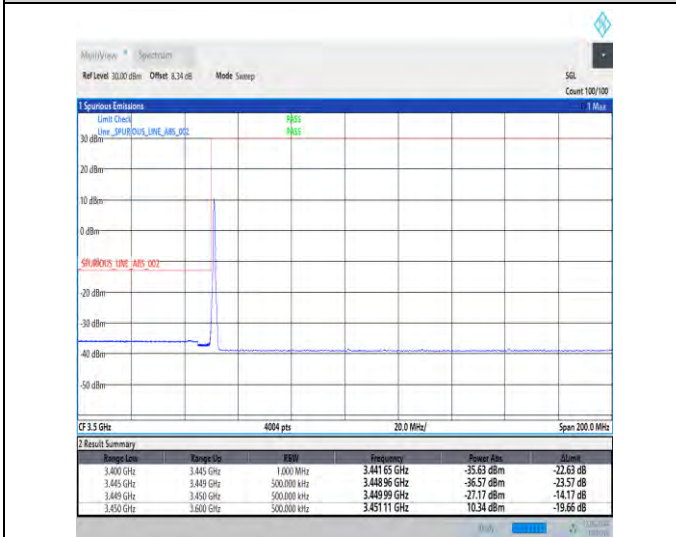 MultiView Spectrum
Ref Level 30.00 dBm Offset 8.34 dB Mode Sweep SGL
Count 100/100
1 Spurious Emissions 1 Max
Limit Check PASS
Line _SPURIOUS_LINE_ABS_002 PASS
30 dBm
20 dBm
10 dBm
0 dBm
_SPURIOUS_LINE_ABS_002
-20 dBm
-30 dBm
-40 dBm
-50 dBm
CF 3.5 GHz 4004 pts 20.0 MHz/ Span 200.0 MHz
2 Result Summary
Range Low Range Up RBW Frequency Power Abs ΔLimit
3.400 GHz 3.445 GHz 1.000 MHz 3.441 65 GHz -35.63 dBm -22.63 dB
3.445 GHz 3.449 GHz 500.000 kHz 3.448 96 GHz -36.57 dBm -23.57 dB
3.449 GHz 3.450 GHz 500.000 kHz 3.449 99 GHz -27.17 dBm -14.17 dB
3.450 GHz 3.600 GHz 500.000 kHz 3.451 11 GHz 10.34 dBm -19.66 dB